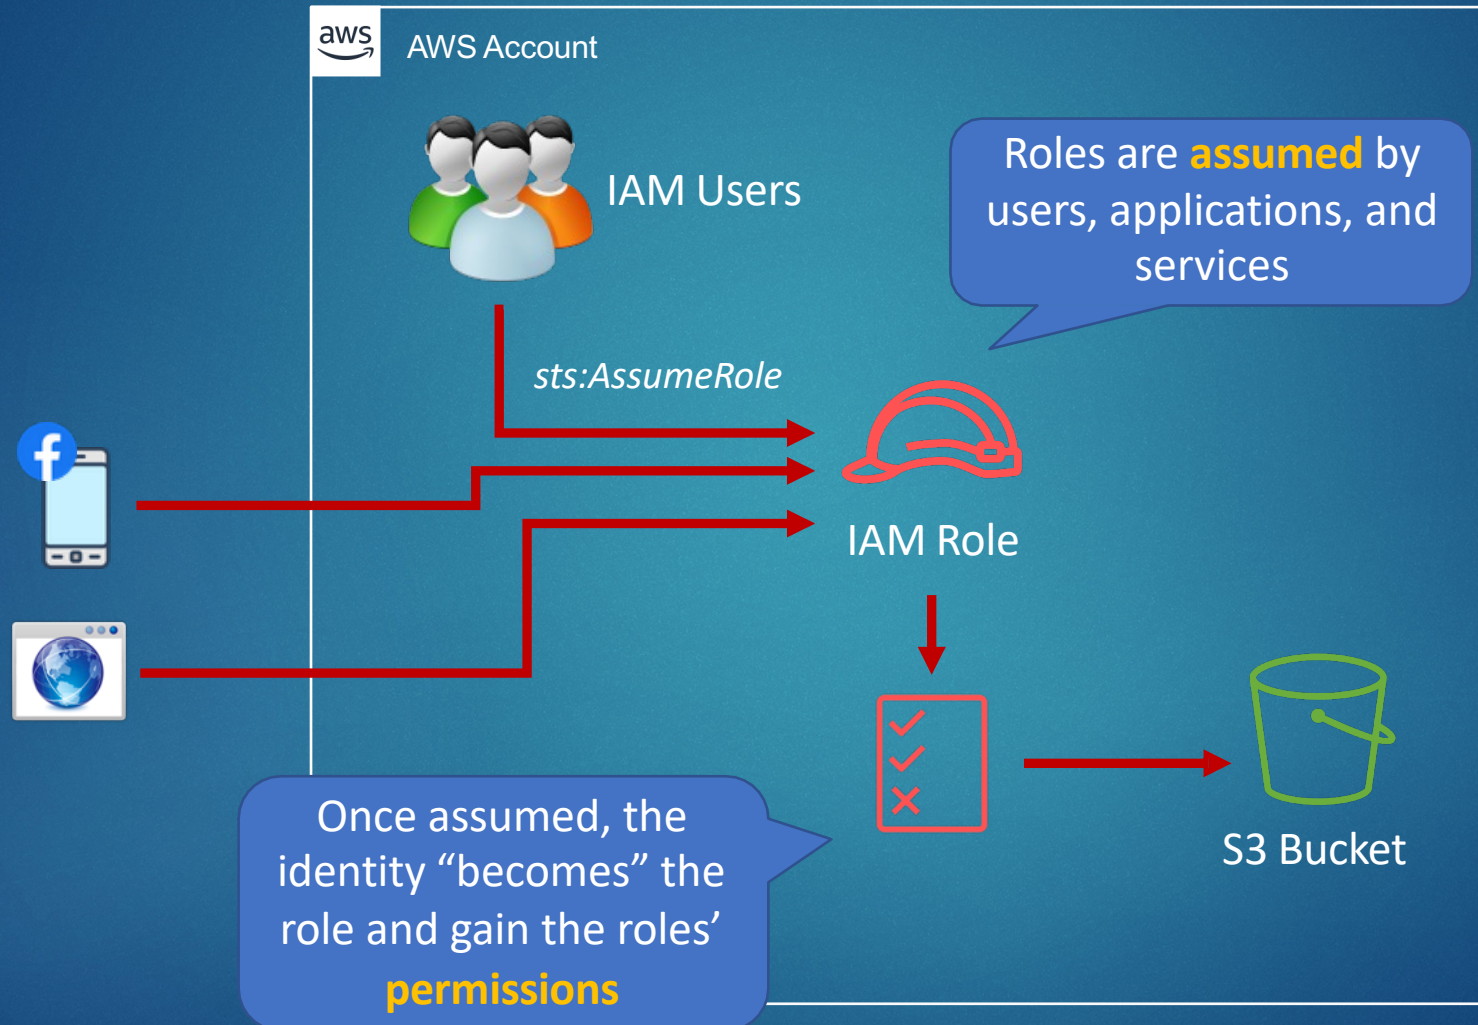 aws
AWS Account
IAM Users
Roles are assumed by
users, applications, and
services
sts:AssumeRole
f
IAM Role
Once assumed, the
identity “becomes” the
role and gain the roles’
permissions
S3 Bucket